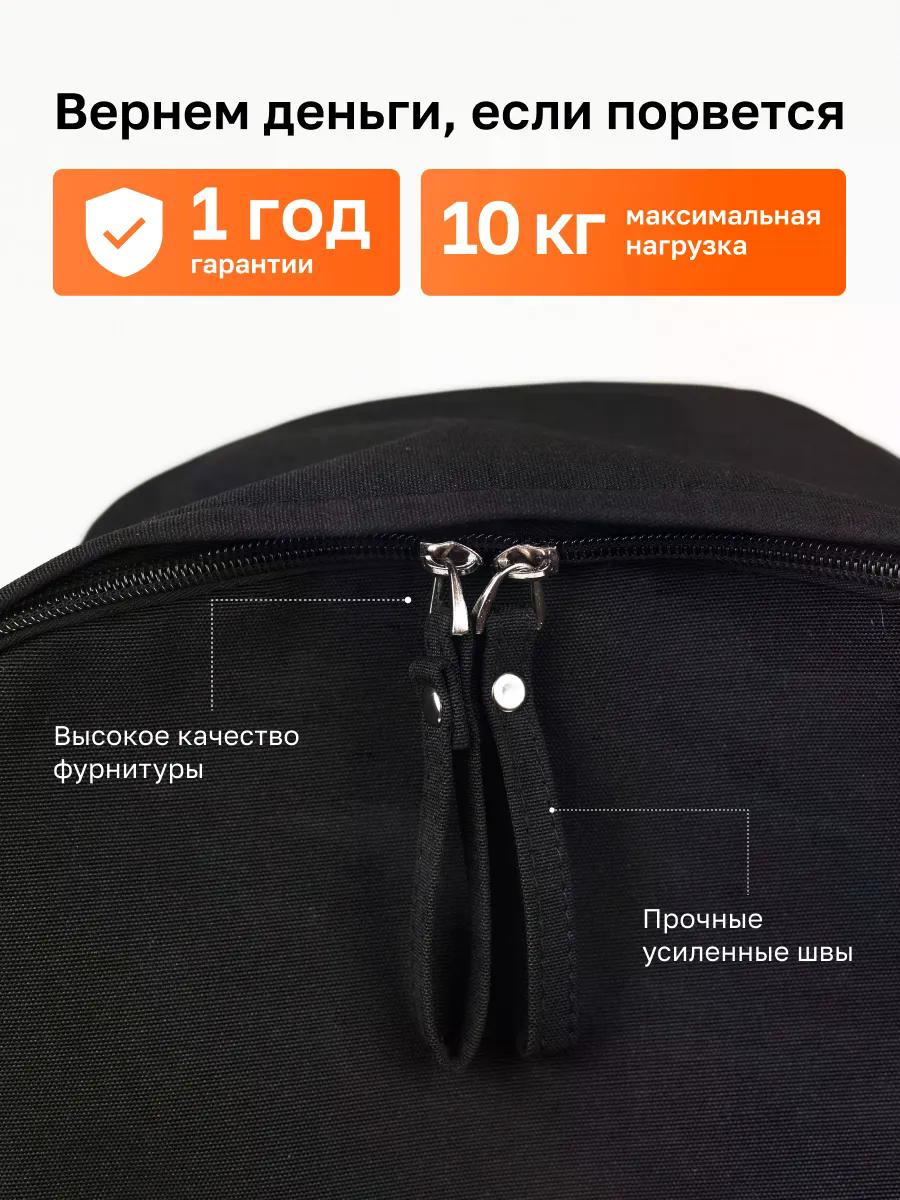 Вернем деньги, если порвется
1 год
гарантии
10 кг
максимальная
нагрузка
Высокое качество
фурнитуры
Прочные
усиленные швы